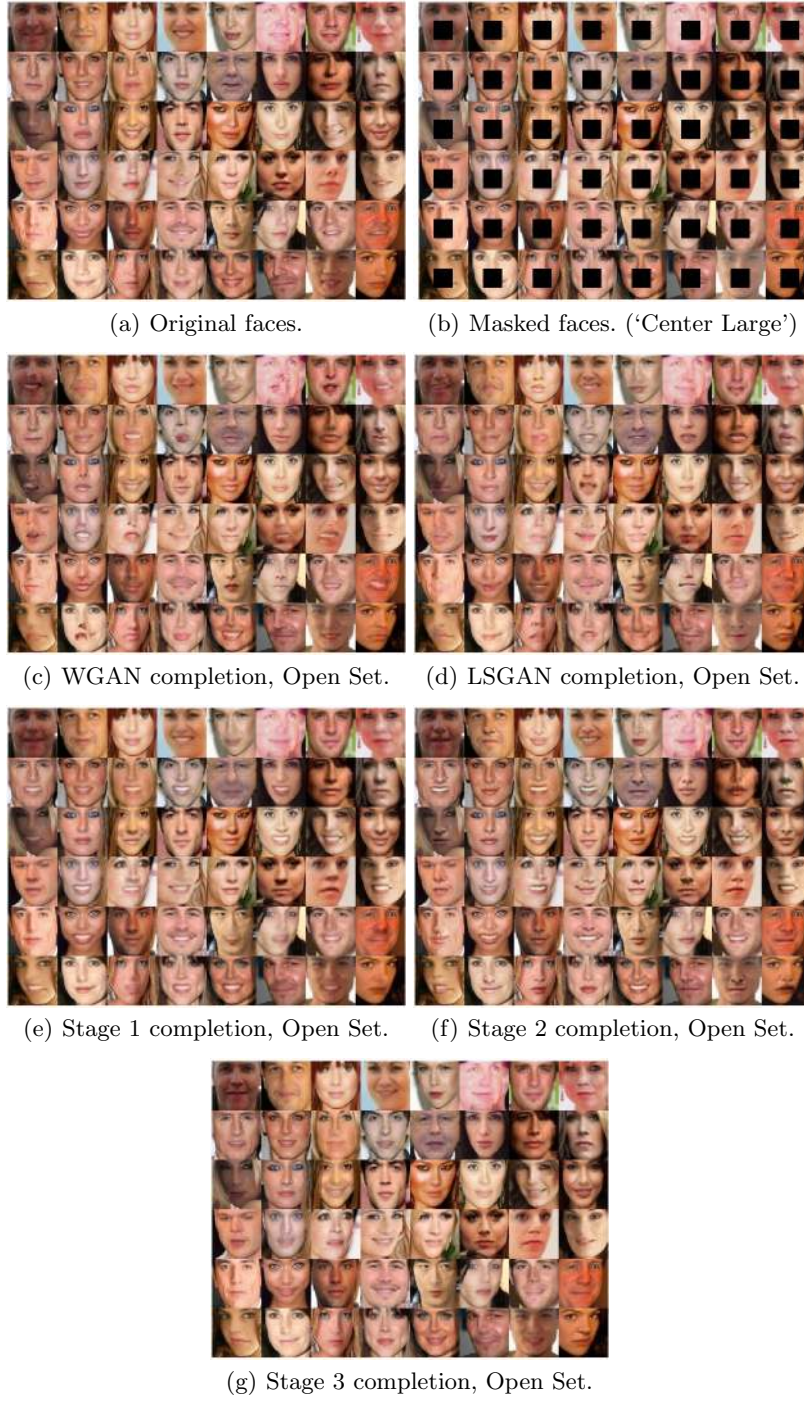 (a) Original faces.
(b) Masked faces. (‘Center Large’)
(c) WGAN completion, Open Set.
(d) LSGAN completion, Open Set.
(e) Stage 1 completion, Open Set.
(f) Stage 2 completion, Open Set.
(g) Stage 3 completion, Open Set.